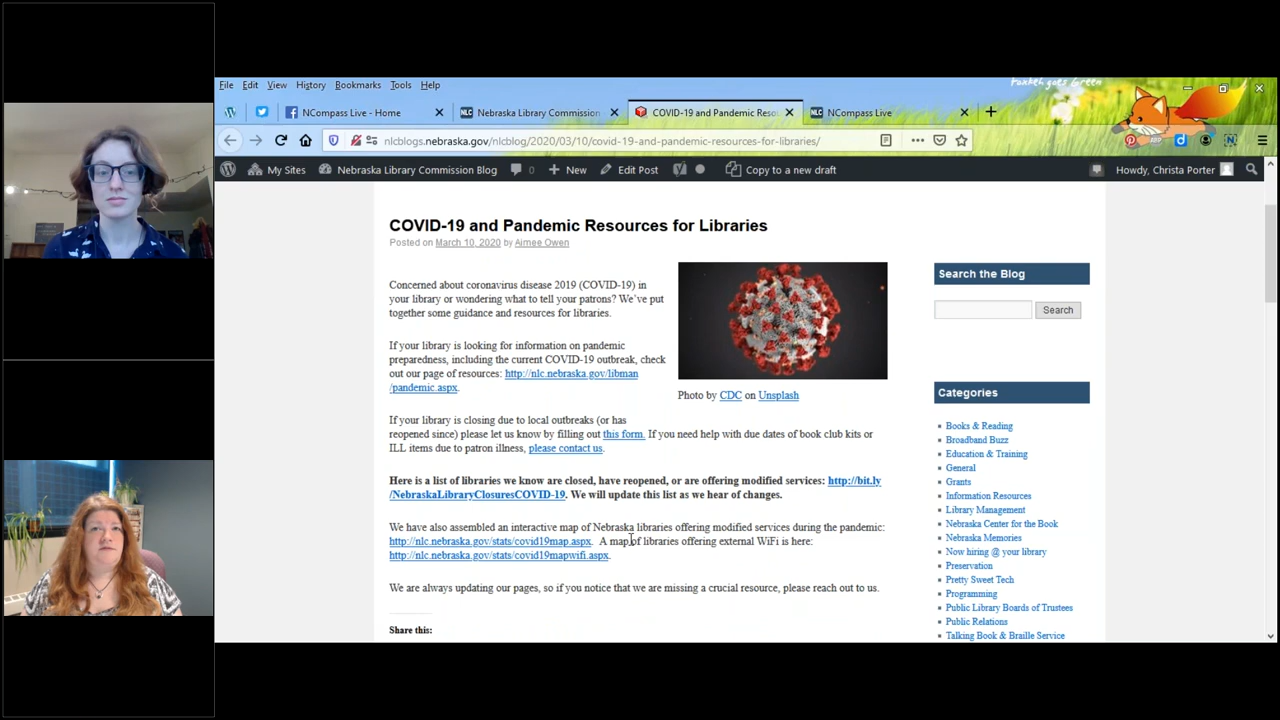 Foxkeh goes Green
File Edit View History Bookmarks Tools Help
NCompass Live - Home
Nebraska Library Commission
COVID-19 and Pandemic Reso
NCompass Live
nlcblogs.nebraska.gov/nlcblog/2020/03/10/covid-19-and-pandemic-resources-for-libraries/
My Sites Nebraska Library Commission Blog 0 New Edit Post Copy to a new draft Howdy, Christa Porter
COVID-19 and Pandemic Resources for Libraries
Posted on March 10, 2020 by Aimee Owen
Concerned about coronavirus disease 2019 (COVID-19) in
your library or wondering what to tell your patrons? We've put
together some guidance and resources for libraries.
If your library is looking for information on pandemic
preparedness, including the current COVID-19 outbreak, check
out our page of resources: http://nlc.nebraska.gov/libman
/pandemic.aspx.
Photo by CDC on Unsplash
If your library is closing due to local outbreaks (or has
reopened since) please let us know by filling out this form. If you need help with due dates of book club kits or
ILL items due to patron illness, please contact us.
Here is a list of libraries we know are closed, have reopened, or are offering modified services: http://bit.ly
/NebraskaLibraryClosuresCOVID-19. We will update this list as we hear of changes.
We have also assembled an interactive map of Nebraska libraries offering modified services during the pandemic:
http://nlc.nebraska.gov/stats/covid19map.aspx. A map of libraries offering external WiFi is here:
http://nlc.nebraska.gov/stats/covid19mapwifi.aspx.
We are always updating our pages, so if you notice that we are missing a crucial resource, please reach out to us.
Share this:
Search the Blog
Search
Categories
Books & Reading
Broadband Buzz
Education & Training
General
Grants
Information Resources
Library Management
Nebraska Center for the Book
Nebraska Memories
Now hiring @ your library
Preservation
Pretty Sweet Tech
Programming
Public Library Boards of Trustees
Public Relations
Talking Book & Braille Service